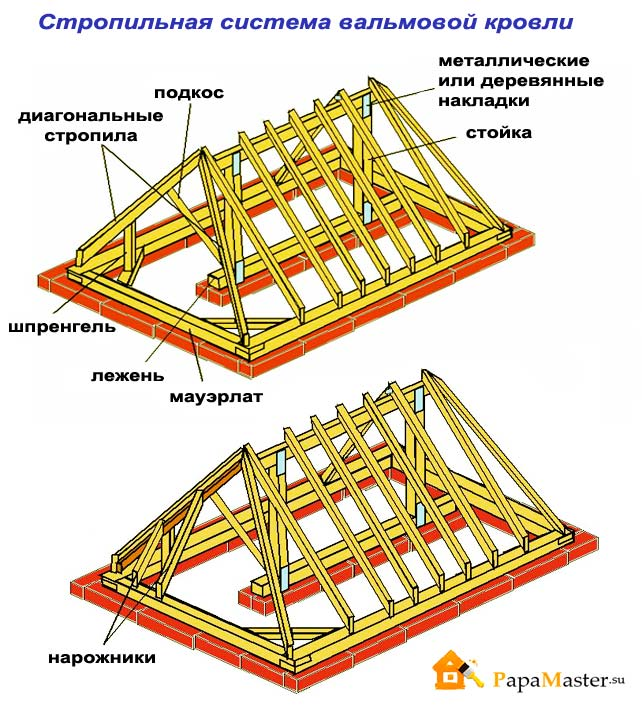 Стропильная система вальмовой кровли
металлические
или деревянные
накладки
подкос
диагональные
стропила
стойка
шпренгель
лежень
мауэрлат
нарожники
PapaMaster.su